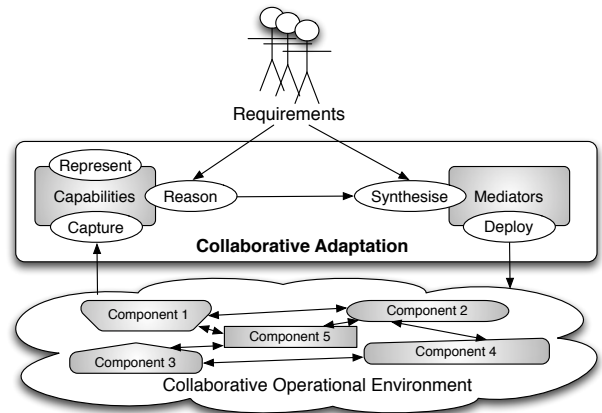 Requirements
Represent
Capabilities
Reason
Synthesise
Mediators
Capture
Deploy
Collaborative Adaptation
Component 1
Component 2
Component 5
Component 3
Component 4
Collaborative Operational Environment